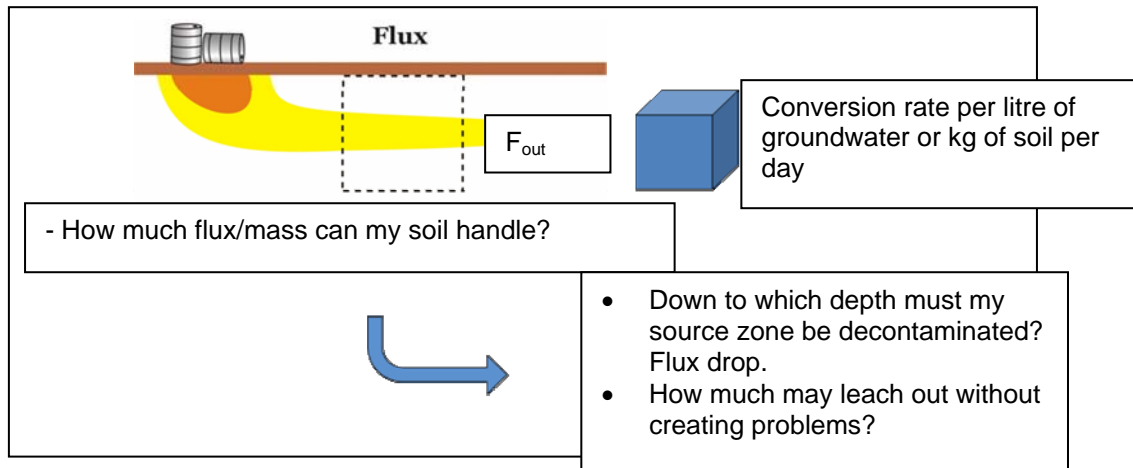 Flux
F_out
Conversion rate per litre of
groundwater or kg of soil per
day
- How much flux/mass can my soil handle?
• Down to which depth must my
source zone be decontaminated?
Flux drop.
• How much may leach out without
creating problems?